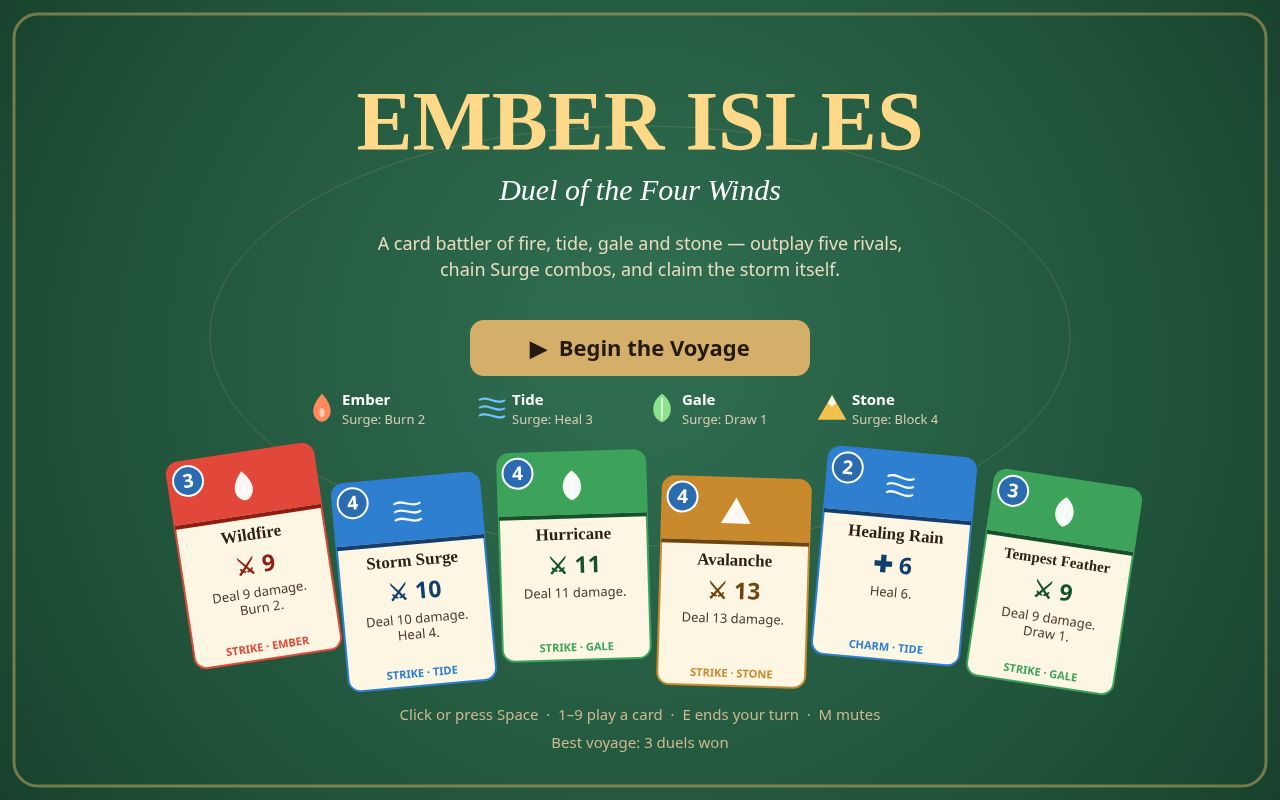 EMBER ISLES
Duel of the Four Winds
A card battler of fire, tide, gale and stone — outplay five rivals,
chain Surge combos, and claim the storm itself.
▶ Begin the Voyage
Ember
Surge: Burn 2
Tide
Surge: Heal 3
Gale
Surge: Draw 1
Stone
Surge: Block 4
3
Wildfire
⚔ 9
Deal 9 damage.
Burn 2.
STRIKE · EMBER
4
Storm Surge
⚔ 10
Deal 10 damage.
Heal 4.
STRIKE · TIDE
4
Hurricane
⚔ 11
Deal 11 damage.
STRIKE · GALE
4
Avalanche
⚔ 13
Deal 13 damage.
STRIKE · STONE
2
Healing Rain
✚ 6
Heal 6.
CHARM · TIDE
3
Tempest Feather
⚔ 9
Deal 9 damage.
Draw 1.
STRIKE · GALE
Click or press Space · 1–9 play a card · E ends your turn · M mutes
Best voyage: 3 duels won